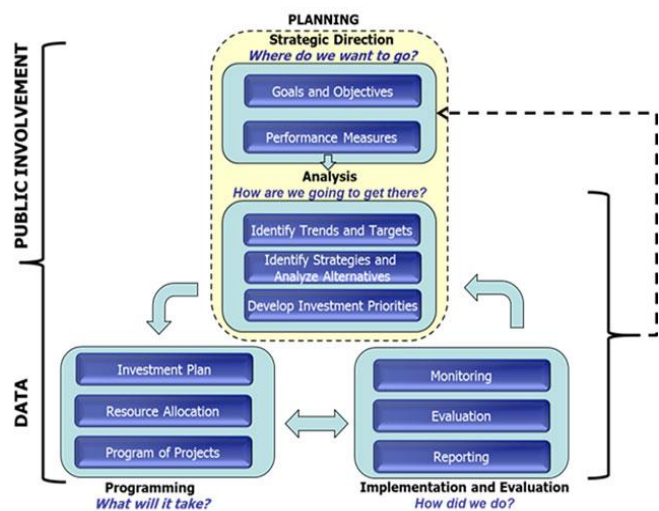 PLANNING
Strategic Direction
Where do we want to go?
Goals and Objectives
Performance Measures
Analysis
How are we going to get there?
Identify Trends and Targets
Identify Strategies and
Analyze Alternatives
Develop Investment Priorities
PUBLIC INVOLVEMENT
DATA
Investment Plan
Resource Allocation
Program of Projects
Programming
What will it take?
Monitoring
Evaluation
Reporting
Implementation and Evaluation
How did we do?